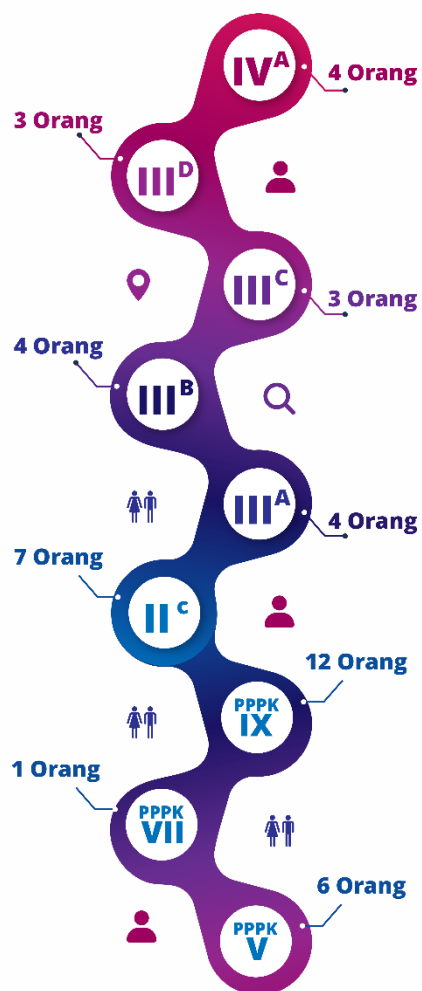 IVA
4 Orang
3 Orang
IIID
IIIC
3 Orang
4 Orang
IIIB
IIIA
4 Orang
7 Orang
IIC
12 Orang
PPPK
IX
1 Orang
PPPK
VII
6 Orang
PPPK
V